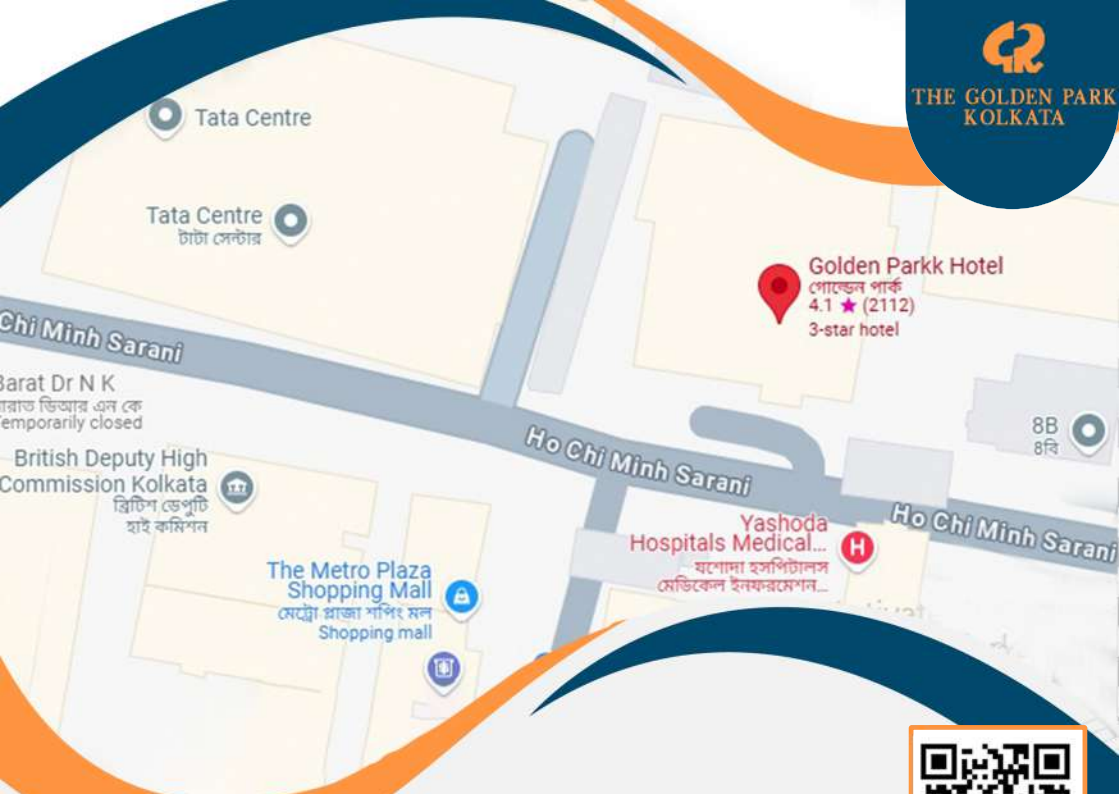 THE GOLDEN PARK
KOLKATA
Tata Centre
Tata Centre
টাটা সেন্টার
Golden Parkk Hotel
গোল্ডেন পার্ক
4.1 ★ (2112)
3-star hotel
Chi Minh Sarani
Barat Dr N K
বারাত ডিআর এন কে
Temporarily closed
8B
৪বি
British Deputy High
Commission Kolkata
ব্রিটিশ ডেপুটি
হাই কমিশন
Ho Chi Minh Sarani
Ho Chi Minh Sarani
Yashoda
Hospitals Medical...
যশোদা হসপিটালস
মেডিকেল ইনফরমেশন...
H
The Metro Plaza
Shopping Mall
মেট্রো প্লাজা শপিং মল
Shopping mall